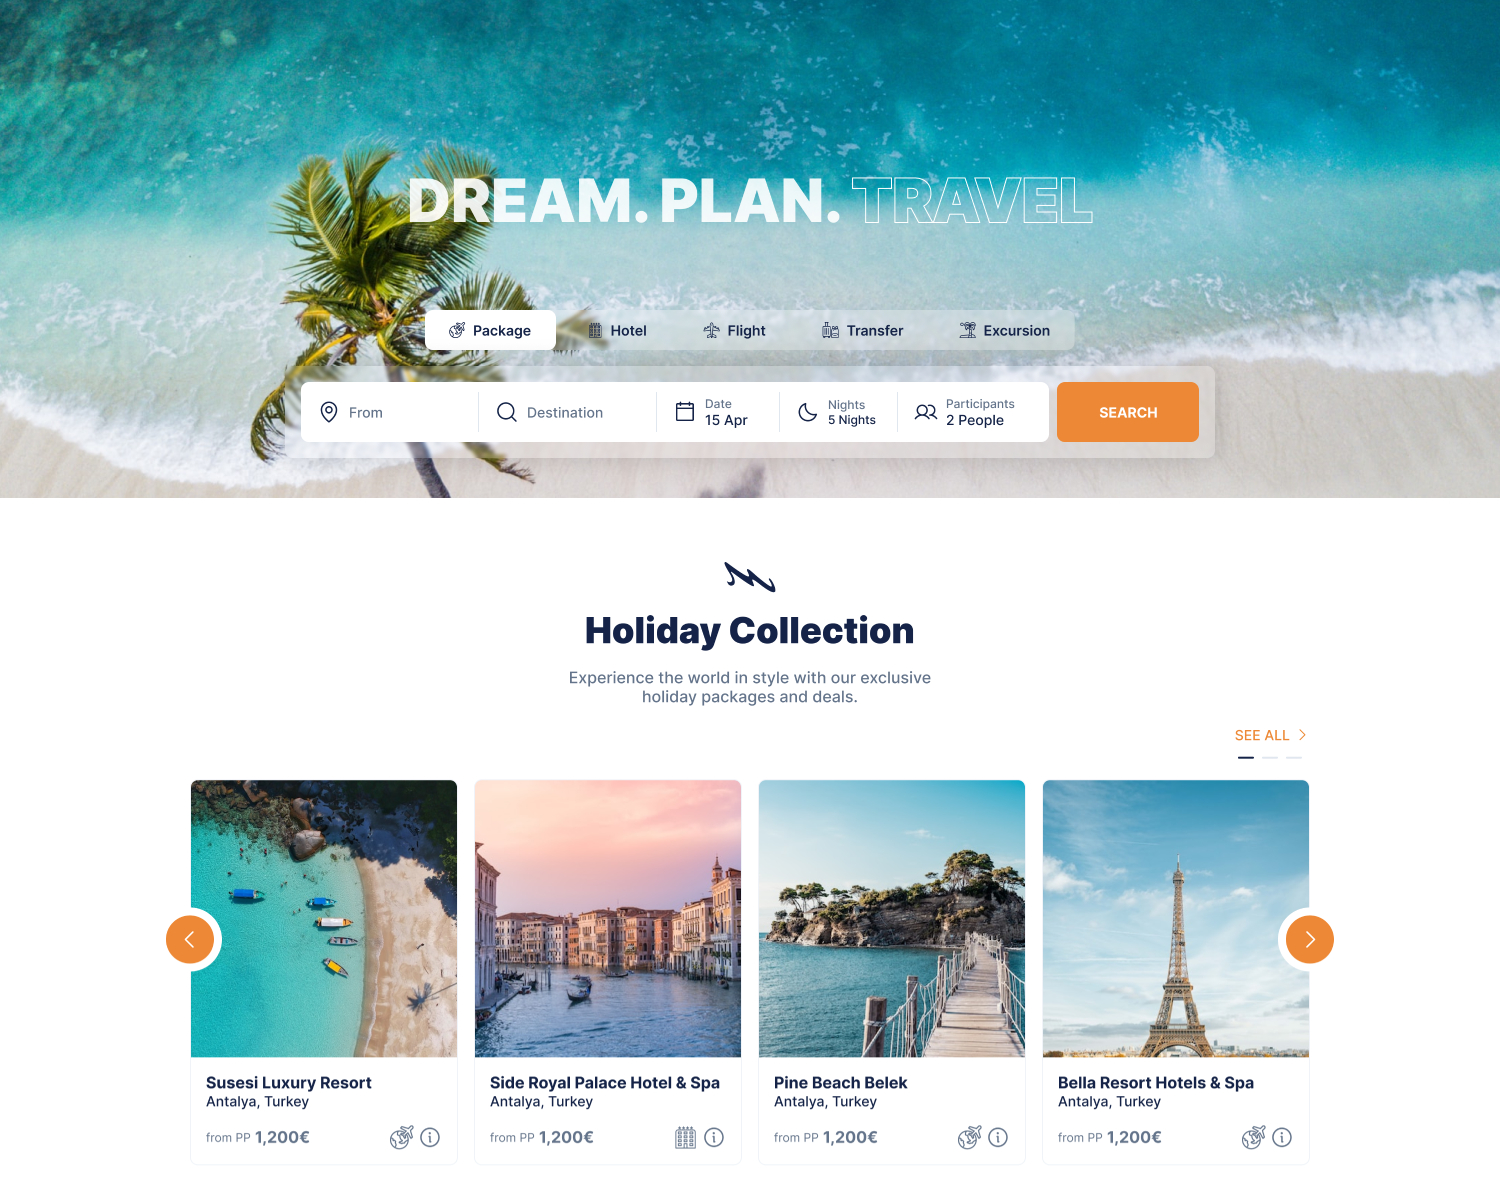 DREAM. PLAN. TRAVEL
Package
Hotel
Flight
Transfer
Excursion
From
Destination
Date
15 Apr
Nights
5 Nights
Participants
2 People
SEARCH
Holiday Collection
Experience the world in style with our exclusive
holiday packages and deals.
SEE ALL
Susesi Luxury Resort
Antalya, Turkey
from PP 1,200€
Side Royal Palace Hotel & Spa
Antalya, Turkey
from PP 1,200€
Pine Beach Belek
Antalya, Turkey
from PP 1,200€
Bella Resort Hotels & Spa
Antalya, Turkey
from PP 1,200€